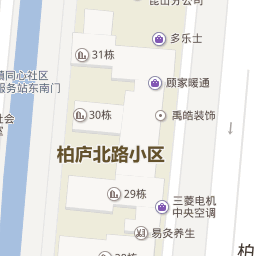 昆山分公司
多乐士
31栋
同心社区
服务站东南门
顾家暖通
30栋
禹皓装饰
柏庐北路小区
29栋
三菱电机
中央空调
易灸养生
柏